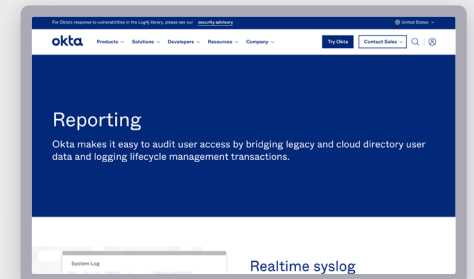 For Okta's response to vulnerabilities in the Log4j library, please see our security advisory
United States
okta
Products
Solutions
Developers
Resources
Company
Try Okta
Contact Sales
Reporting
Okta makes it easy to audit user access by bridging legacy and cloud directory user
data and logging lifecycle management transactions.
System Log
Realtime syslog